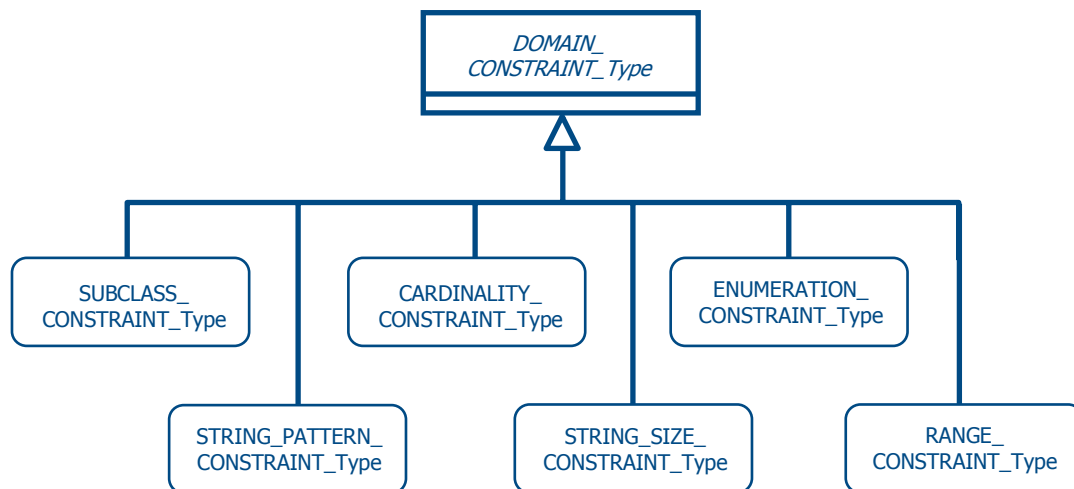 DOMAIN_
CONSTRAINT_Type
SUBCLASS_
CONSTRAINT_Type
CARDINALITY_
CONSTRAINT_Type
ENUMERATION_
CONSTRAINT_Type
STRING_PATTERN_
CONSTRAINT_Type
STRING_SIZE_
CONSTRAINT_Type
RANGE_
CONSTRAINT_Type